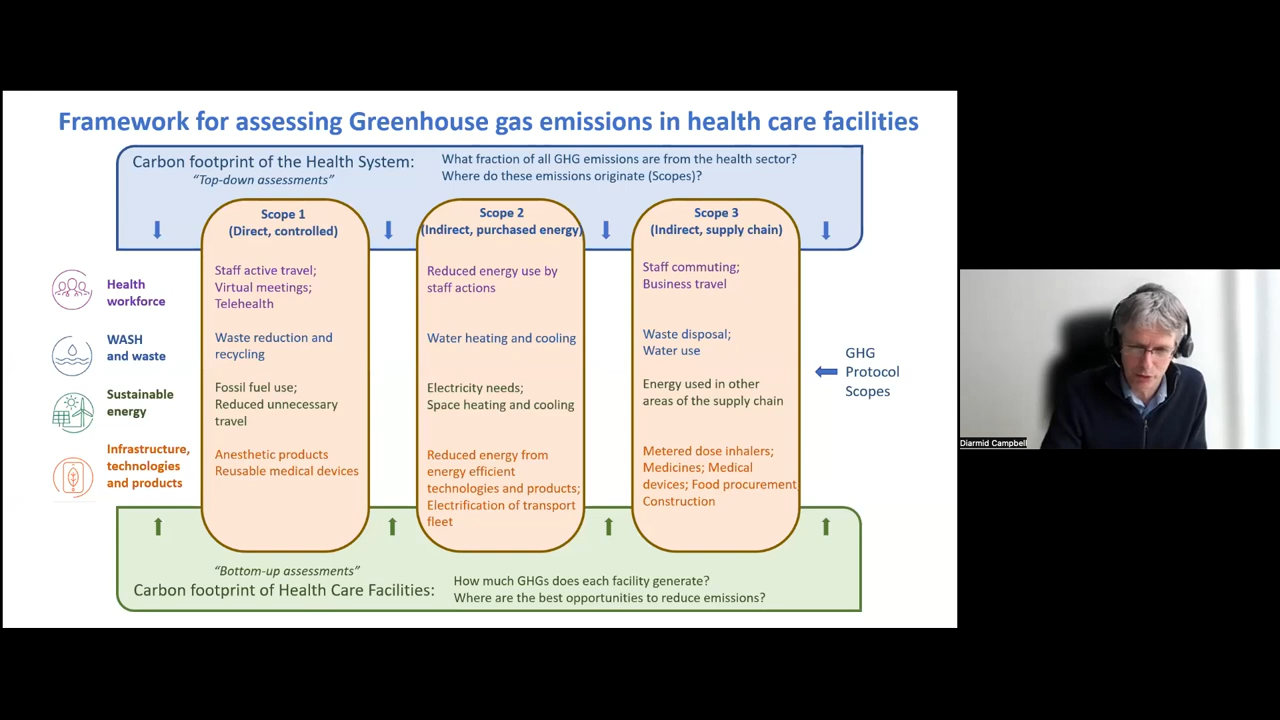 Framework for assessing Greenhouse gas emissions in health care facilities
Carbon footprint of the Health System:
"Top-down assessments"
What fraction of all GHG emissions are from the health sector?
Where do these emissions originate (Scopes)?
Scope 1
(Direct, controlled)
Scope 2
(Indirect, purchased energy)
Scope 3
(Indirect, supply chain)
Health
workforce
Staff active travel;
Virtual meetings;
Telehealth
Reduced energy use by
staff actions
Staff commuting;
Business travel
WASH
and waste
Waste reduction and
recycling
Water heating and cooling
Waste disposal;
Water use
Sustainable
energy
Fossil fuel use;
Reduced unnecessary
travel
Electricity needs;
Space heating and cooling
Energy used in other
areas of the supply chain
Infrastructure,
technologies
and products
Anesthetic products
Reusable medical devices
Reduced energy from
energy efficient
technologies and products;
Electrification of transport
fleet
Metered dose inhalers;
Medicines; Medical
devices; Food procurement
Construction
GHG
Protocol
Scopes
"Bottom-up assessments"
Carbon footprint of Health Care Facilities:
How much GHGs does each facility generate?
Where are the best opportunities to reduce emissions?
Diarmid Campbell